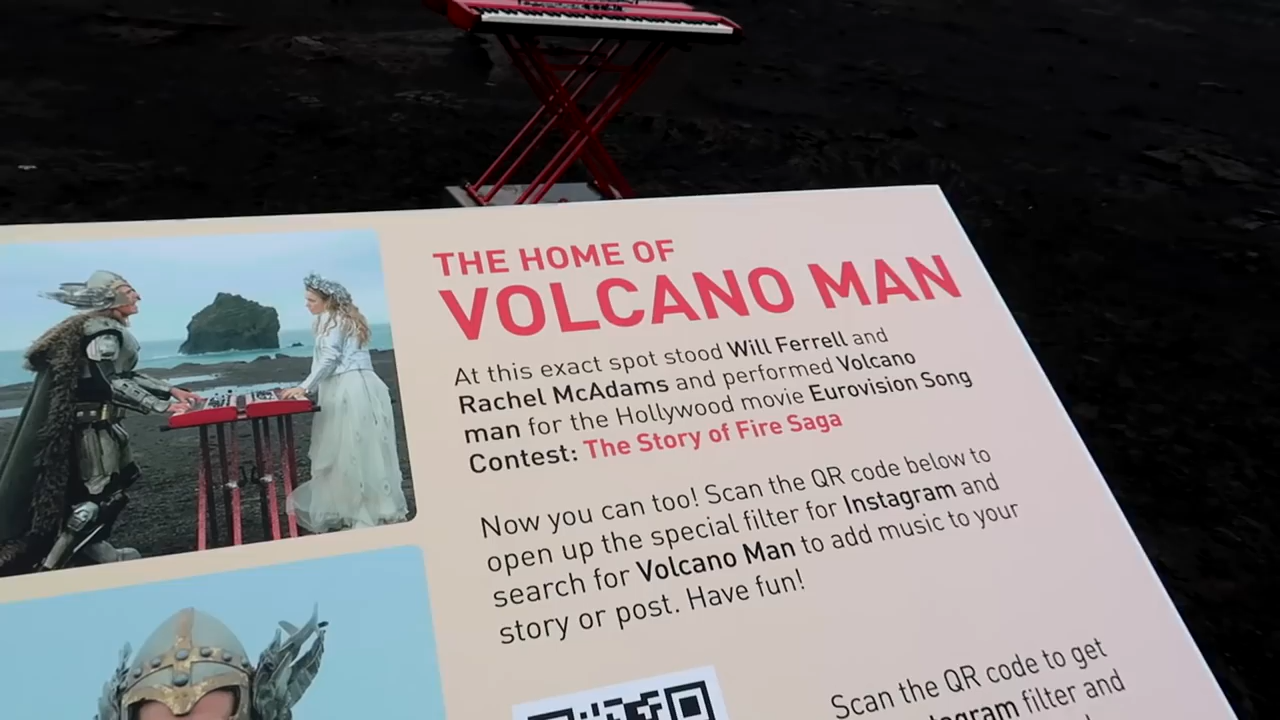 THE HOME OF
VOLCANO MAN
At this exact spot stood Will Ferrell and
Rachel McAdams and performed Volcano
man for the Hollywood movie Eurovision Song
Contest: The Story of Fire Saga
Now you can too! Scan the QR code below to
open up the special filter for Instagram and
search for Volcano Man to add music to your
story or post. Have fun!
Scan the QR code to get
filter and